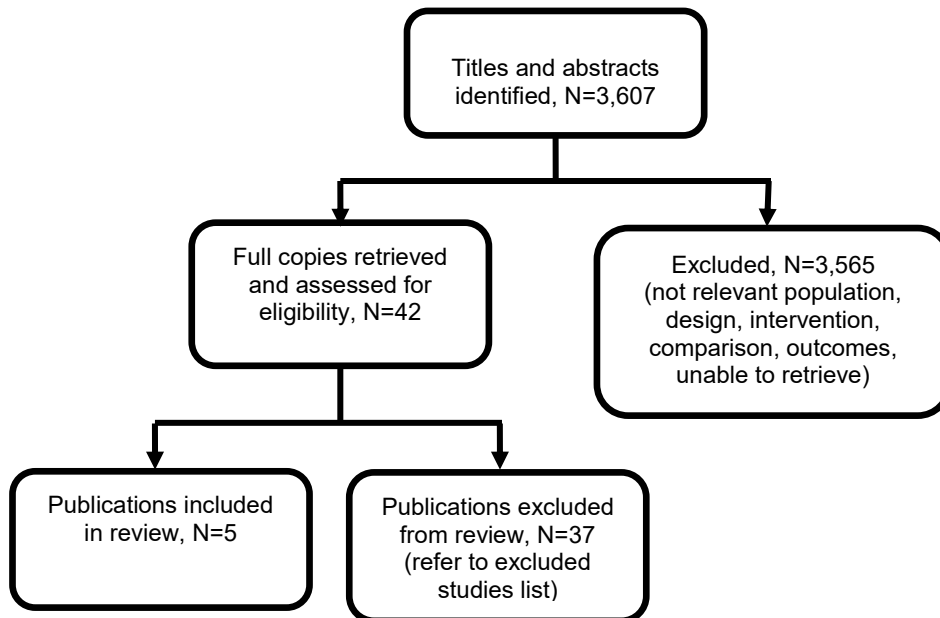 Titles and abstracts
identified, N=3,607
Full copies retrieved
and assessed for
eligibility, N=42
Excluded, N=3,565
(not relevant population,
design, intervention,
comparison, outcomes,
unable to retrieve)
Publications included
in review, N=5
Publications excluded
from review, N=37
(refer to excluded
studies list)